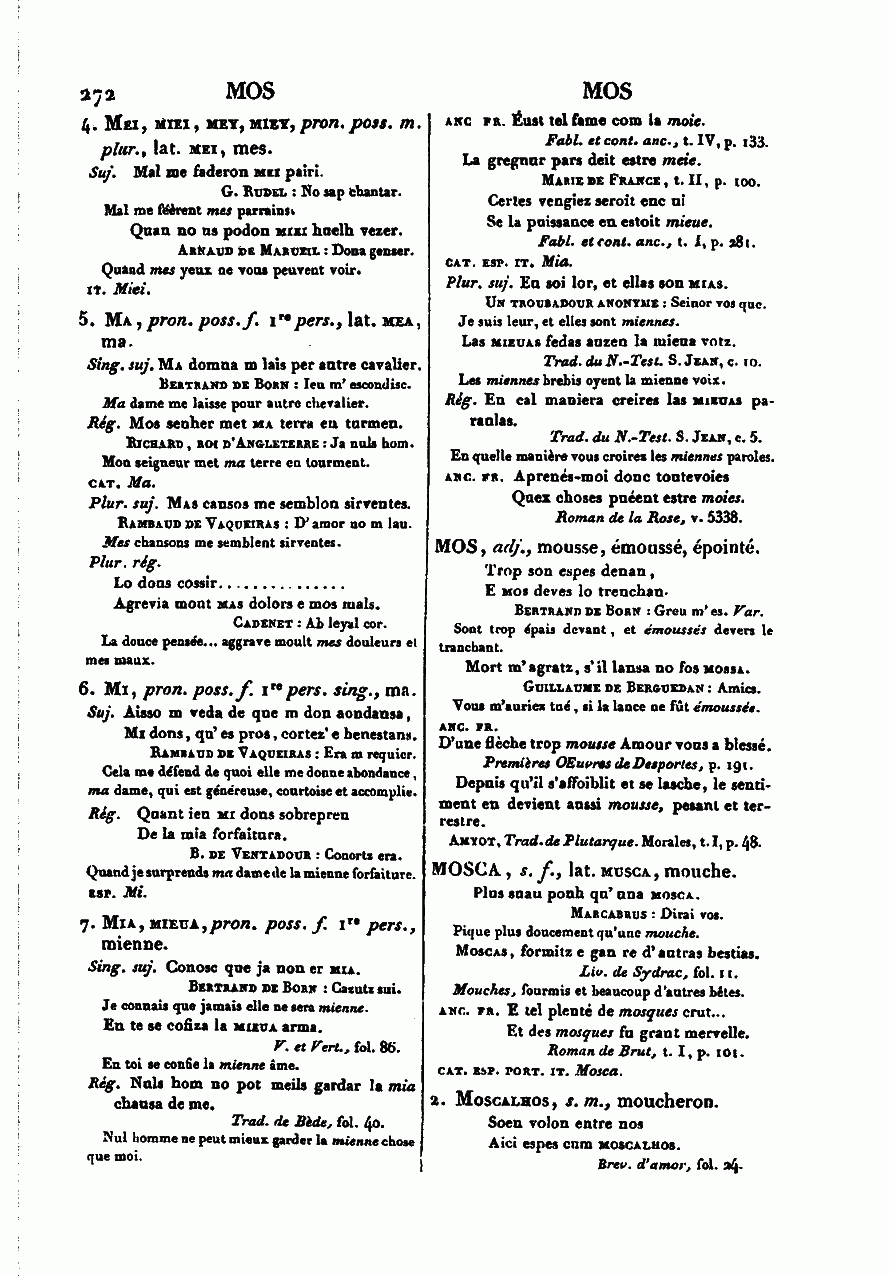 272 MOS MOS
4. Mei, miei, mey, miey, pron. poss. m.
plur., lat. mei, mes.
Suj. Mal me faderon mei pairi.
G. Rudel : No sap chantar.
Mal me féèrent mes parrains.
Quan no us podon miei huelh vezer.
Arnaud de Marueil : Dona genser.
Quand mes yeux ne vous peuvent voir.
it. Miei.
5. Ma, pron. poss. f. 1re pers., lat. mea,
ma.
Sing. suj. Ma domna m lais per autre cavalier.
Bertrand de Born : Ieu m' escondisc.
Ma dame me laisse pour autre chevalier.
Rég. Mos senher met ma terra en turmen.
Richard, roi d'Angleterre : Ja nuls hom.
Mon seigneur met ma terre en tourment.
cat. Ma.
Plur. suj. Mas cansos me semblon sirventes.
Rambaud de Vaqueiras : D'amor no m lau.
Mes chansons me semblent sirventes.
Plur. rég.
Lo dous cossir..............
Agrevia mout mas dolors e mos mals.
Cadenet : Ab leyal cor.
La douce pensée... aggrave moult mes douleurs et
mes maux.
6. Mi, pron. poss. f. 1re pers. sing., ma.
Suj. Aisso m veda de que m don aondansa,
Mi dons, qu'es pros, cortez' e benestans.
Rambaud de Vaqueiras : Era m requier.
Cela me défend de quoi elle me donne abondance,
ma dame, qui est généreuse, courtoise et accomplie.
Rég. Quant ieu mi dons sobrepren
De la mia forfaitura.
B. de Ventadour : Conorts era.
Quand je surprends ma dame de la mienne forfaiture.
esp. Mi.
7. Mia, mieua, pron. poss. f. 1re pers.,
mienne.
Sing. suj. Conosc que ja non er mia.
Bertrand de Born : Cazutz sui.
Je connais que jamais elle ne sera mienne.
En te se cofiza la mieua arma.
V. et Vert., fol. 86.
En toi se confie la mienne âme.
Rég. Nuls hom no pot meils gardar la mia
chausa de me.
Trad. de Bède, fol. 40.
Nul homme ne peut mieux garder la mienne chose
que moi.
anc fr. Éust tel fame com la moie.
Fabl. et cont. anc., t. IV, p. 133.
La gregnur pars deit estre meie.
Marie de France, t. II, p. 100.
Certes vengiez seroit enc ui
Se la puissance en estoit mieue.
Fabl. et cont. anc., t. I, p. 281.
cat. esp. it. Mia.
Plur. suj. En soi lor, et ellas son mias.
Un troubadour anonyme : Seinor vos que.
Je suis leur, et elles sont miennes.
Las mieuas fedas auzen la miena votz.
Trad. du N.-Test. S. Jean, c. 10.
Les miennes brebis oyent la mienne voix.
Rég. En cal maniera creires las mieuas pa-
raulas.
Trad. du N.-Test. S. Jean, c. 5.
En quelle manière vous croirez les miennes paroles.
anc. fr. Aprenés-moi donc toutevoies
Quex choses puéent estre moies.
Roman de la Rose, v. 5338.
MOS, adj., mousse, émoussé, épointé.
Trop son espes denan,
E mos deves lo trenchan.
Bertrand de Born : Greu m'es. Var.
Sont trop épais devant, et émoussés devers le
tranchant.
Mort m'agratz, s'il lansa no fos mossa.
Guillaume de Berguedan : Amics.
Vous m'auriez tué, si la lance ne fût émoussée.
anc. fr.
D'une flèche trop mousse Amour vous a blessé.
Premières OEuvres de Desportes, p. 191.
Depuis qu'il s'affoiblit et se lasche, le senti-
ment en devient aussi mousse, pesant et ter-
restre.
Amyot, Trad. de Plutarque. Morales, t. I, p. 48.
MOSCA, s. f., lat. musca, mouche.
Plus suau ponh qu'una mosca.
Marcabrus : Dirai vos.
Pique plus doucement qu'une mouche.
Moscas, formitz e gan re d'autras bestias.
Liv. de Sydrac, fol. 11.
Mouches, fourmis et beaucoup d'autres bêtes.
anc. fr. E tel plenté de mosques crut...
Et des mosques fu grant mervelle.
Roman de Brut, t. I, p. 101.
cat. esp. port. it. Mosca.
2. Moscalhos, s. m., moucheron.
Soen volon entre nos
Aici espes cum moscalhos.
Brev. d'amor, fol. 24.